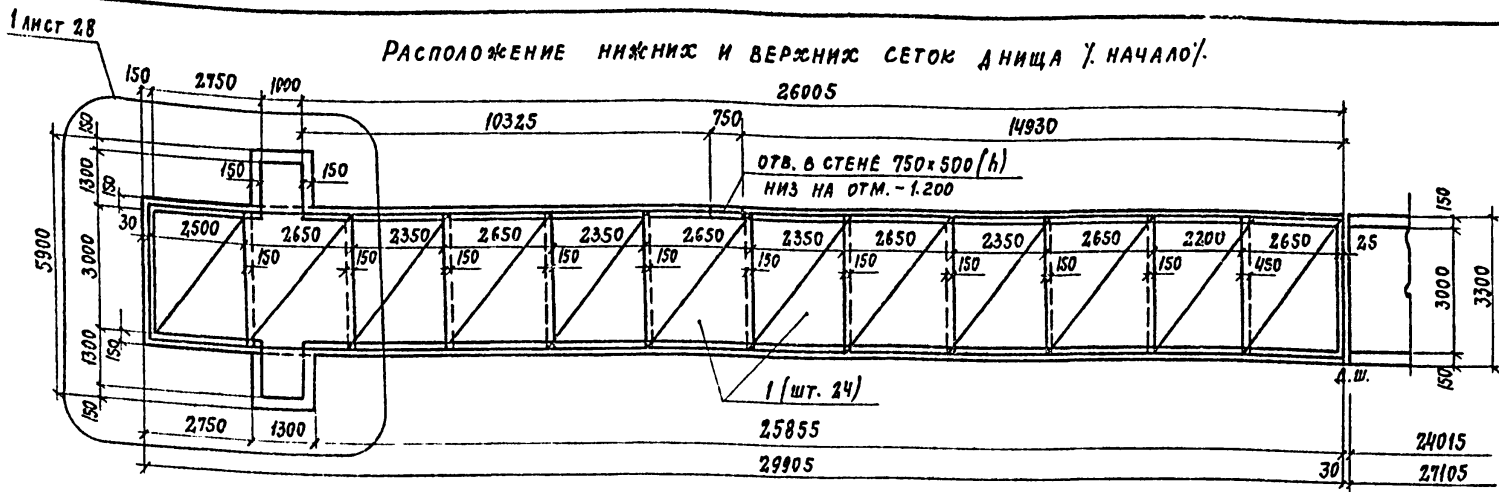 1 ЛИСТ 28
РАСПОЛОЖЕНИЕ НИЖНИХ И ВЕРХНИХ СЕТОК ДНИЩА /. НАЧАЛО/.
150 2750 1000 26005
10325 750 14930
ОТВ. В СТЕНЕ 750х500 (h)
НИЗ НА ОТМ. - 1.200
150 1300 150 150 150
30 2500 2650 2350 2650 2350 2650 2350 2650 2350 2650 2200 2650 25
150 150 150 150 150 150 150 150 150 150 450
5900 3000 3000 3300 150
1300 150 150 150
Д.Ш.
1 (ШТ. 24)
2750 1300 25855 24015
29905 30 27105